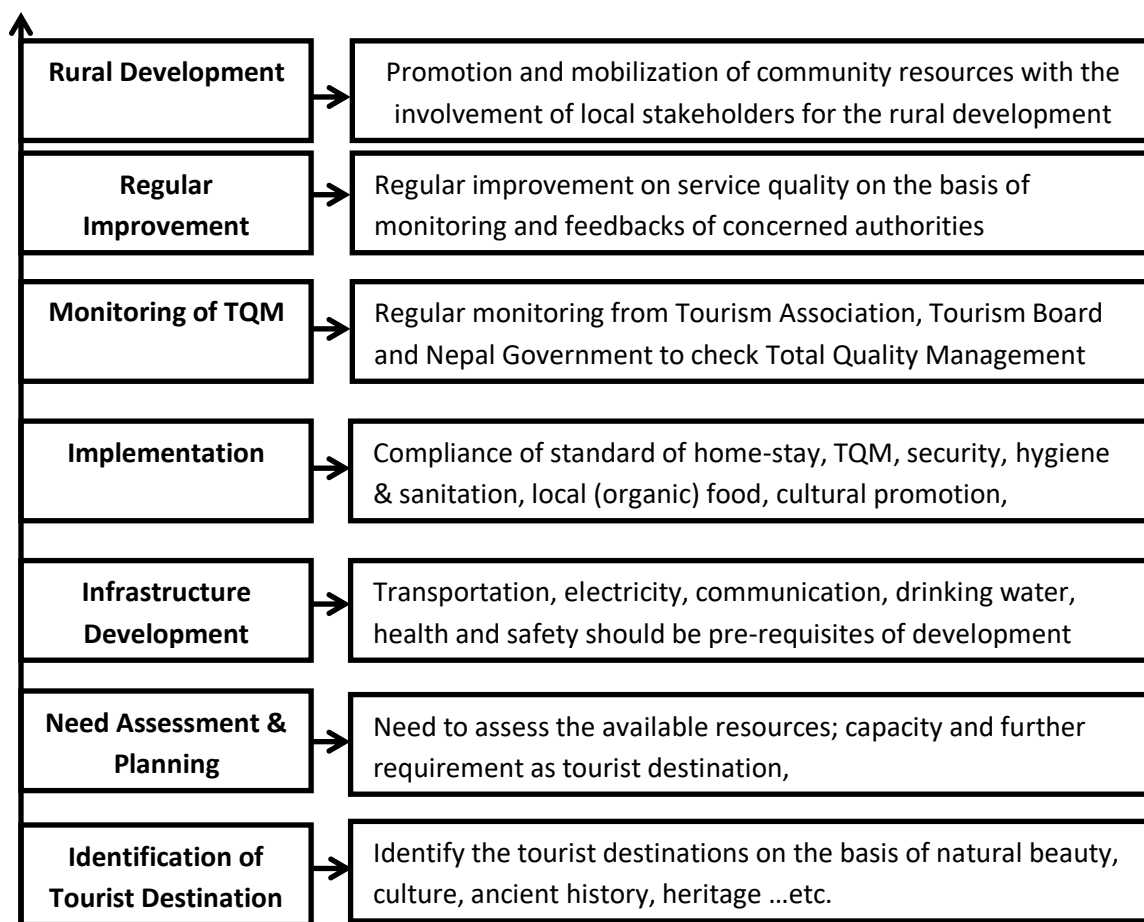 Rural Development
Promotion and mobilization of community resources with the
involvement of local stakeholders for the rural development
Regular
Improvement
Regular improvement on service quality on the basis of
monitoring and feedbacks of concerned authorities
Monitoring of TQM
Regular monitoring from Tourism Association, Tourism Board
and Nepal Government to check Total Quality Management
Implementation
Compliance of standard of home-stay, TQM, security, hygiene
& sanitation, local (organic) food, cultural promotion,
Infrastructure
Development
Transportation, electricity, communication, drinking water,
health and safety should be pre-requisites of development
Need Assessment &
Planning
Need to assess the available resources; capacity and further
requirement as tourist destination,
Identification of
Tourist Destination
Identify the tourist destinations on the basis of natural beauty,
culture, ancient history, heritage ...etc.